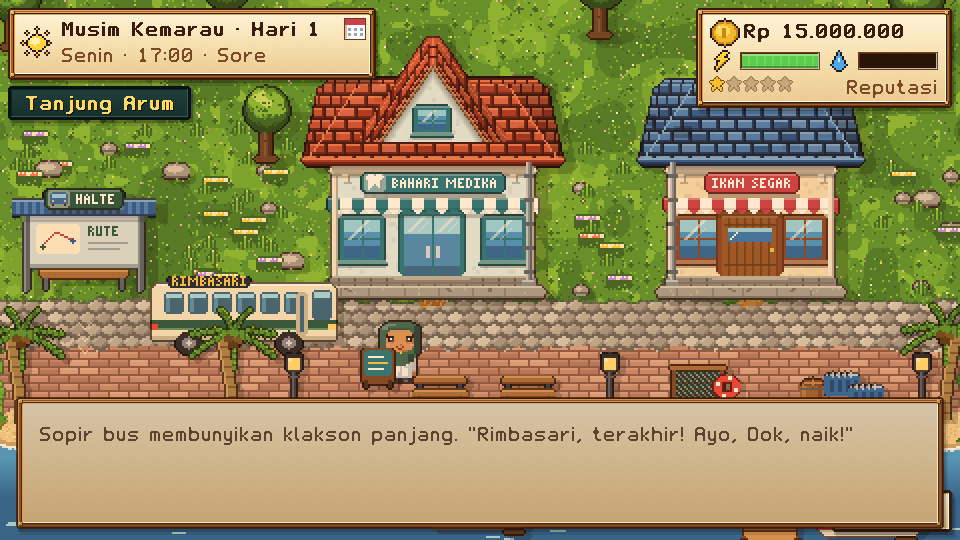 Musim Kemarau · Hari 1
Senin · 17:00 · Sore
Rp 15.000.000
Reputasi
Tanjung Arum
BAHARI MEDIKA
IKAN SEGAR
HALTE
RUTE
RIMBASARI
Sopir bus membunyikan klakson panjang. "Rimbasari, terakhir! Ayo, Dok, naik!"